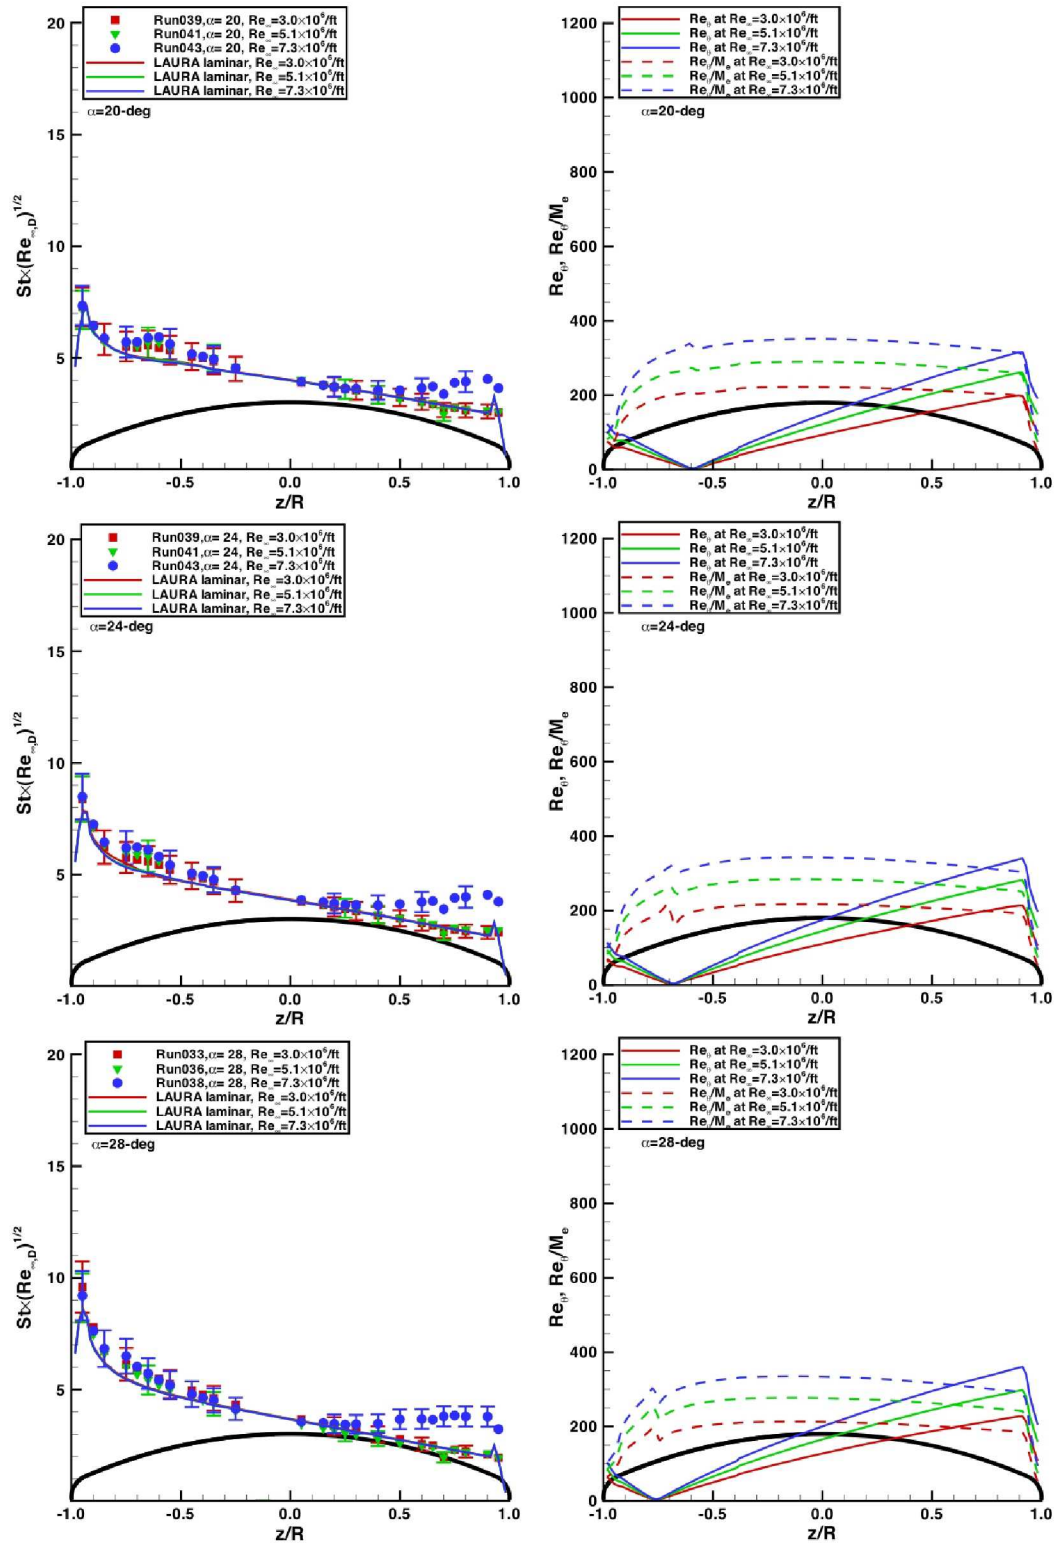 20
15
10
5
St×(Re∞,D)1/2
Run039,α= 20, Re∞=3.0×10⁶/ft
Run041,α= 20, Re∞=5.1×10⁶/ft
Run043,α= 20, Re∞=7.3×10⁶/ft
LAURA laminar, Re∞=3.0×10⁶/ft
LAURA laminar, Re∞=5.1×10⁶/ft
LAURA laminar, Re∞=7.3×10⁶/ft
α=20-deg
-1.0 -0.5 0.0 0.5 1.0
z/R
1200
1000
800
600
400
200
0
Reθ, Reθ/Me
Reθ at Re∞=3.0×10⁶/ft
Reθ at Re∞=5.1×10⁶/ft
Reθ at Re∞=7.3×10⁶/ft
Reθ/Me at Re∞=3.0×10⁶/ft
Reθ/Me at Re∞=5.1×10⁶/ft
Reθ/Me at Re∞=7.3×10⁶/ft
α=20-deg
-1.0 -0.5 0.0 0.5 1.0
z/R
20
15
10
5
St×(Re∞,D)1/2
Run039,α= 24, Re∞=3.0×10⁶/ft
Run041,α= 24, Re∞=5.1×10⁶/ft
Run043,α= 24, Re∞=7.3×10⁶/ft
LAURA laminar, Re∞=3.0×10⁶/ft
LAURA laminar, Re∞=5.1×10⁶/ft
LAURA laminar, Re∞=7.3×10⁶/ft
α=24-deg
-1.0 -0.5 0.0 0.5 1.0
z/R
1200
1000
800
600
400
200
0
Reθ, Reθ/Me
Reθ at Re∞=3.0×10⁶/ft
Reθ at Re∞=5.1×10⁶/ft
Reθ at Re∞=7.3×10⁶/ft
Reθ/Me at Re∞=3.0×10⁶/ft
Reθ/Me at Re∞=5.1×10⁶/ft
Reθ/Me at Re∞=7.3×10⁶/ft
α=24-deg
-1.0 -0.5 0.0 0.5 1.0
z/R
20
15
10
5
St×(Re∞,D)1/2
Run033,α= 28, Re∞=3.0×10⁶/ft
Run036,α= 28, Re∞=5.1×10⁶/ft
Run038,α= 28, Re∞=7.3×10⁶/ft
LAURA laminar, Re∞=3.0×10⁶/ft
LAURA laminar, Re∞=5.1×10⁶/ft
LAURA laminar, Re∞=7.3×10⁶/ft
α=28-deg
-1.0 -0.5 0.0 0.5 1.0
z/R
1200
1000
800
600
400
200
0
Reθ, Reθ/Me
Reθ at Re∞=3.0×10⁶/ft
Reθ at Re∞=5.1×10⁶/ft
Reθ at Re∞=7.3×10⁶/ft
Reθ/Me at Re∞=3.0×10⁶/ft
Reθ/Me at Re∞=5.1×10⁶/ft
Reθ/Me at Re∞=7.3×10⁶/ft
α=28-deg
-1.0 -0.5 0.0 0.5 1.0
z/R